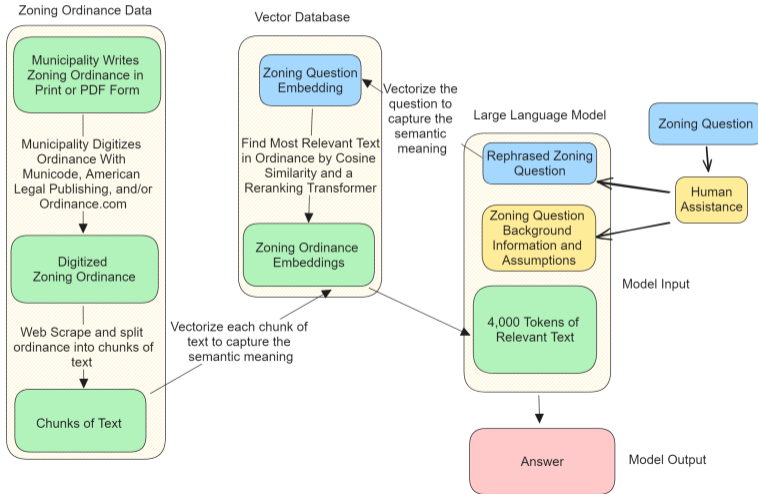 Zoning Ordinance Data
Municipality Writes
Zoning Ordinance in
Print or PDF Form
Municipality Digitizes
Ordinance With
Municode, American
Legal Publishing, and/or
Ordinance.com
Digitized
Zoning Ordinance
Web Scrape and split
ordinance into chunks of
text
Chunks of Text
Vectorize each chunk of
text to capture the
semantic meaning
Vector Database
Zoning Question
Embedding
Find Most Relevant Text
in Ordinance by Cosine
Similarity and a
Reranking Transformer
Zoning Ordinance
Embeddings
Vectorize the
question to
capture the
semantic
meaning
Large Language Model
Rephrased Zoning
Question
Zoning Question
Background
Information and
Assumptions
4,000 Tokens of
Relevant Text
Zoning Question
Human
Assistance
Model Input
Answer
Model Output